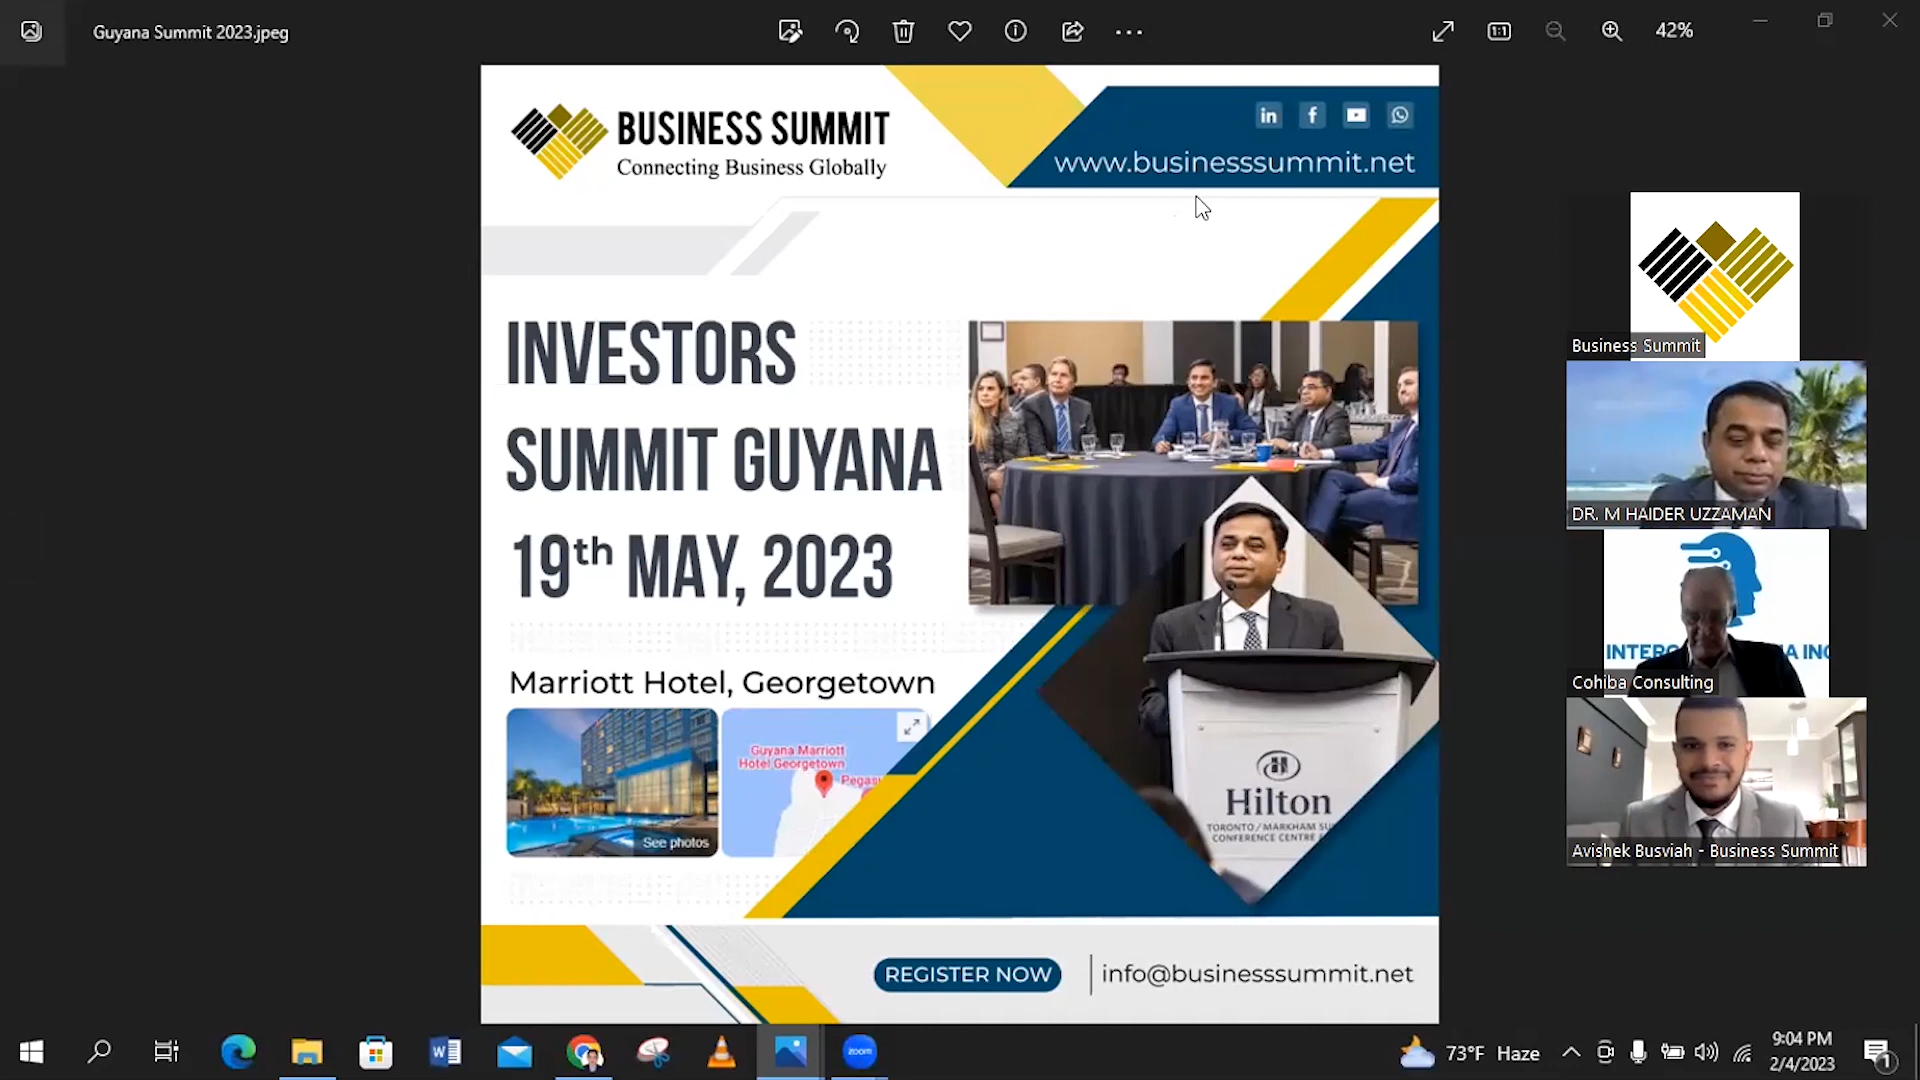 Guyana Summit 2023.jpeg
42%
BUSINESS SUMMIT
Connecting Business Globally
www.businesssummit.net
INVESTORS
SUMMIT GUYANA
19th MAY, 2023
Marriott Hotel, Georgetown
See photos
Guyana Marriott
Hotel Georgetown
Hilton
TORONTO / MARKHAM
CONFERENCE CENTRE
REGISTER NOW
info@businesssummit.net
Business Summit
DR. M HAIDER UZZAMAN
Cohiba Consulting
Avishek Busviah - Business Summit
zoom
73°F Haze
9:04 PM
2/4/2023
1